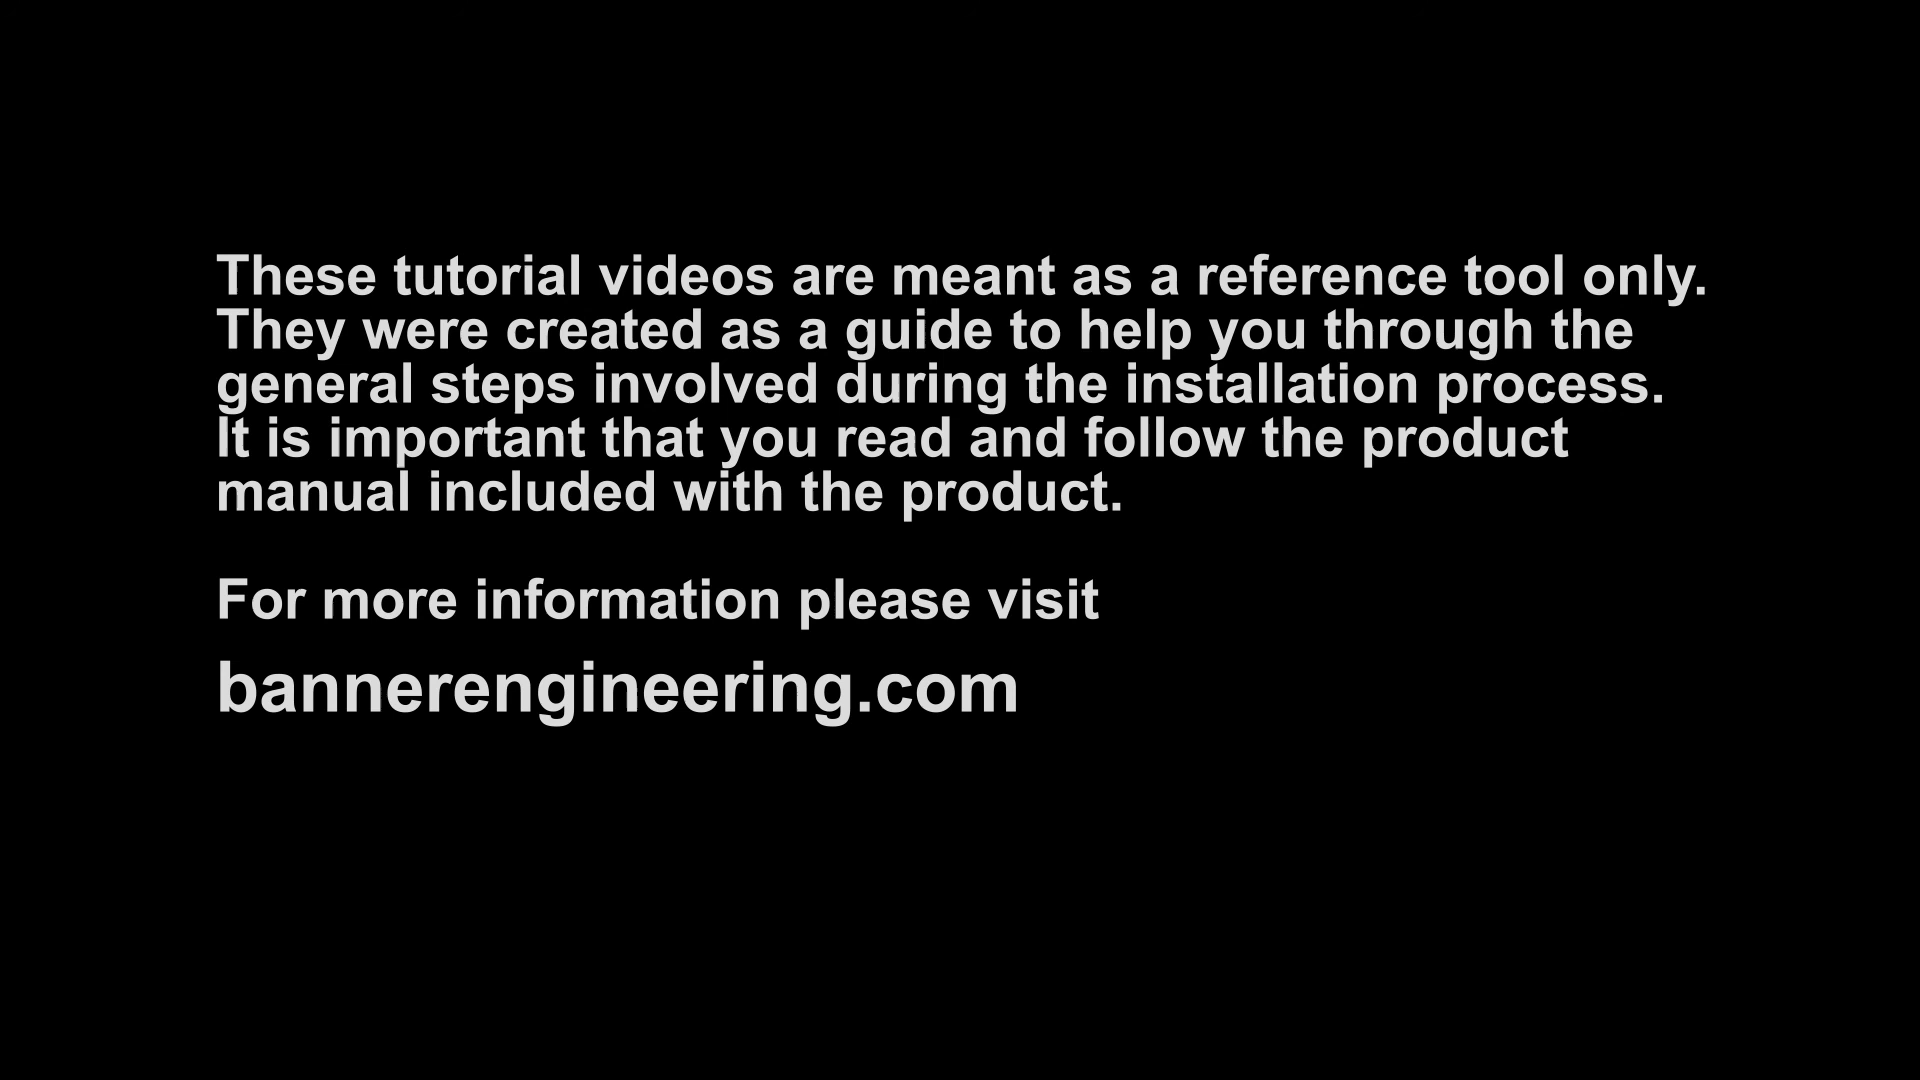 These tutorial videos are meant as a reference tool only.
They were created as a guide to help you through the
general steps involved during the installation process.
It is important that you read and follow the product
manual included with the product.
For more information please visit
bannerengineering.com